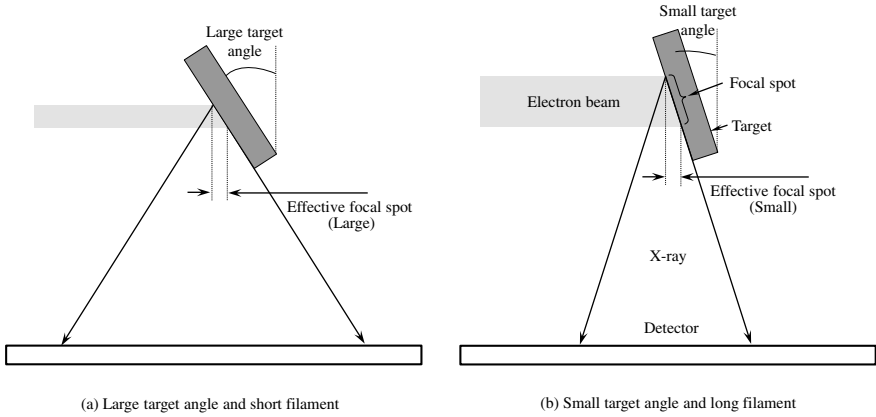 Large target
angle
Effective focal spot
(Large)
(a) Large target angle and short filament
Small target
angle
Focal spot
Electron beam
Target
Effective focal spot
(Small)
X-ray
Detector
(b) Small target angle and long filament